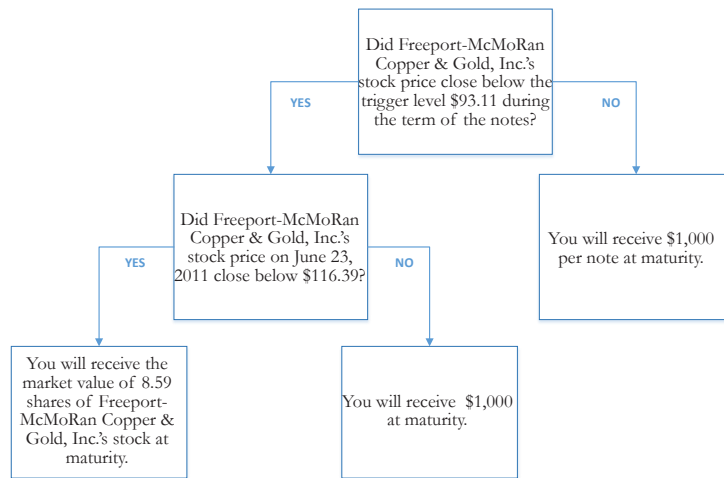 Did Freeport-McMoRan
Copper & Gold, Inc.'s
stock price close below the
trigger level $93.11 during
the term of the notes?
YES
NO
Did Freeport-McMoRan
Copper & Gold, Inc.'s
stock price on June 23,
2011 close below $116.39?
You will receive $1,000
per note at maturity.
YES
NO
You will receive the
market value of 8.59
shares of Freeport-
McMoRan Copper &
Gold, Inc.'s stock at
maturity.
You will receive $1,000
at maturity.